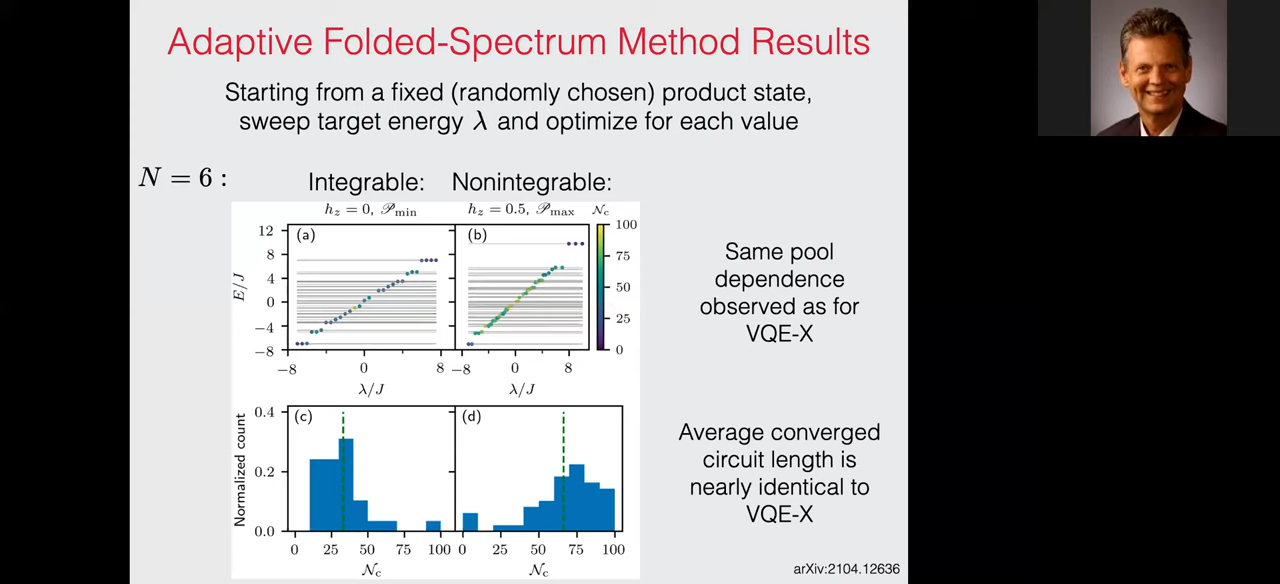 Adaptive Folded-Spectrum Method Results
Starting from a fixed (randomly chosen) product state,
sweep target energy λ and optimize for each value
N = 6 :
Integrable: Nonintegrable:
h_z = 0, 𝒫_min h_z = 0.5, 𝒫_max 𝒩_c
(a) (b)
12
8
4
0
−4
−8
E/J
−8 0 8 −8 0 8
λ/J λ/J
100
75
50
25
0
Same pool
dependence
observed as for
VQE-X
(c) (d)
0.4
0.2
0.0
Normalized count
0 25 50 75 100 0 25 50 75 100
𝒩_c 𝒩_c
Average converged
circuit length is
nearly identical to
VQE-X
arXiv:2104.12636